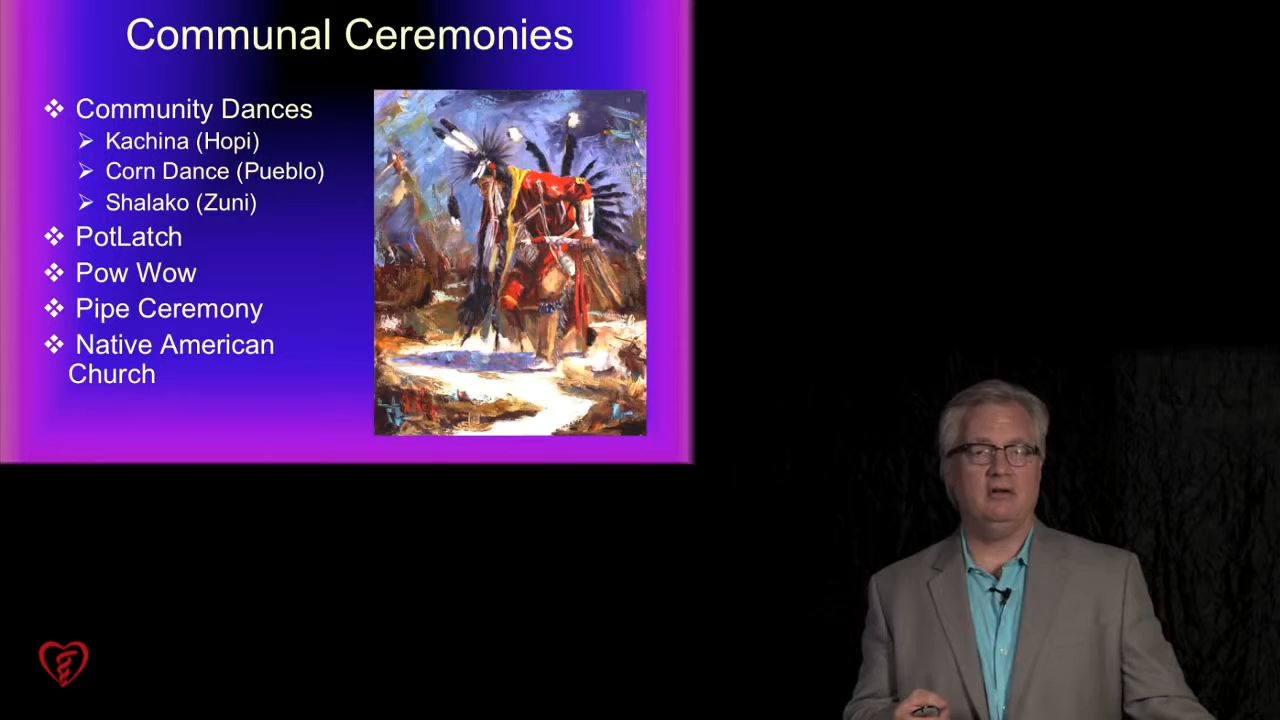 Communal Ceremonies
❖ Community Dances
➢ Kachina (Hopi)
➢ Corn Dance (Pueblo)
➢ Shalako (Zuni)
❖ PotLatch
❖ Pow Wow
❖ Pipe Ceremony
❖ Native American
Church